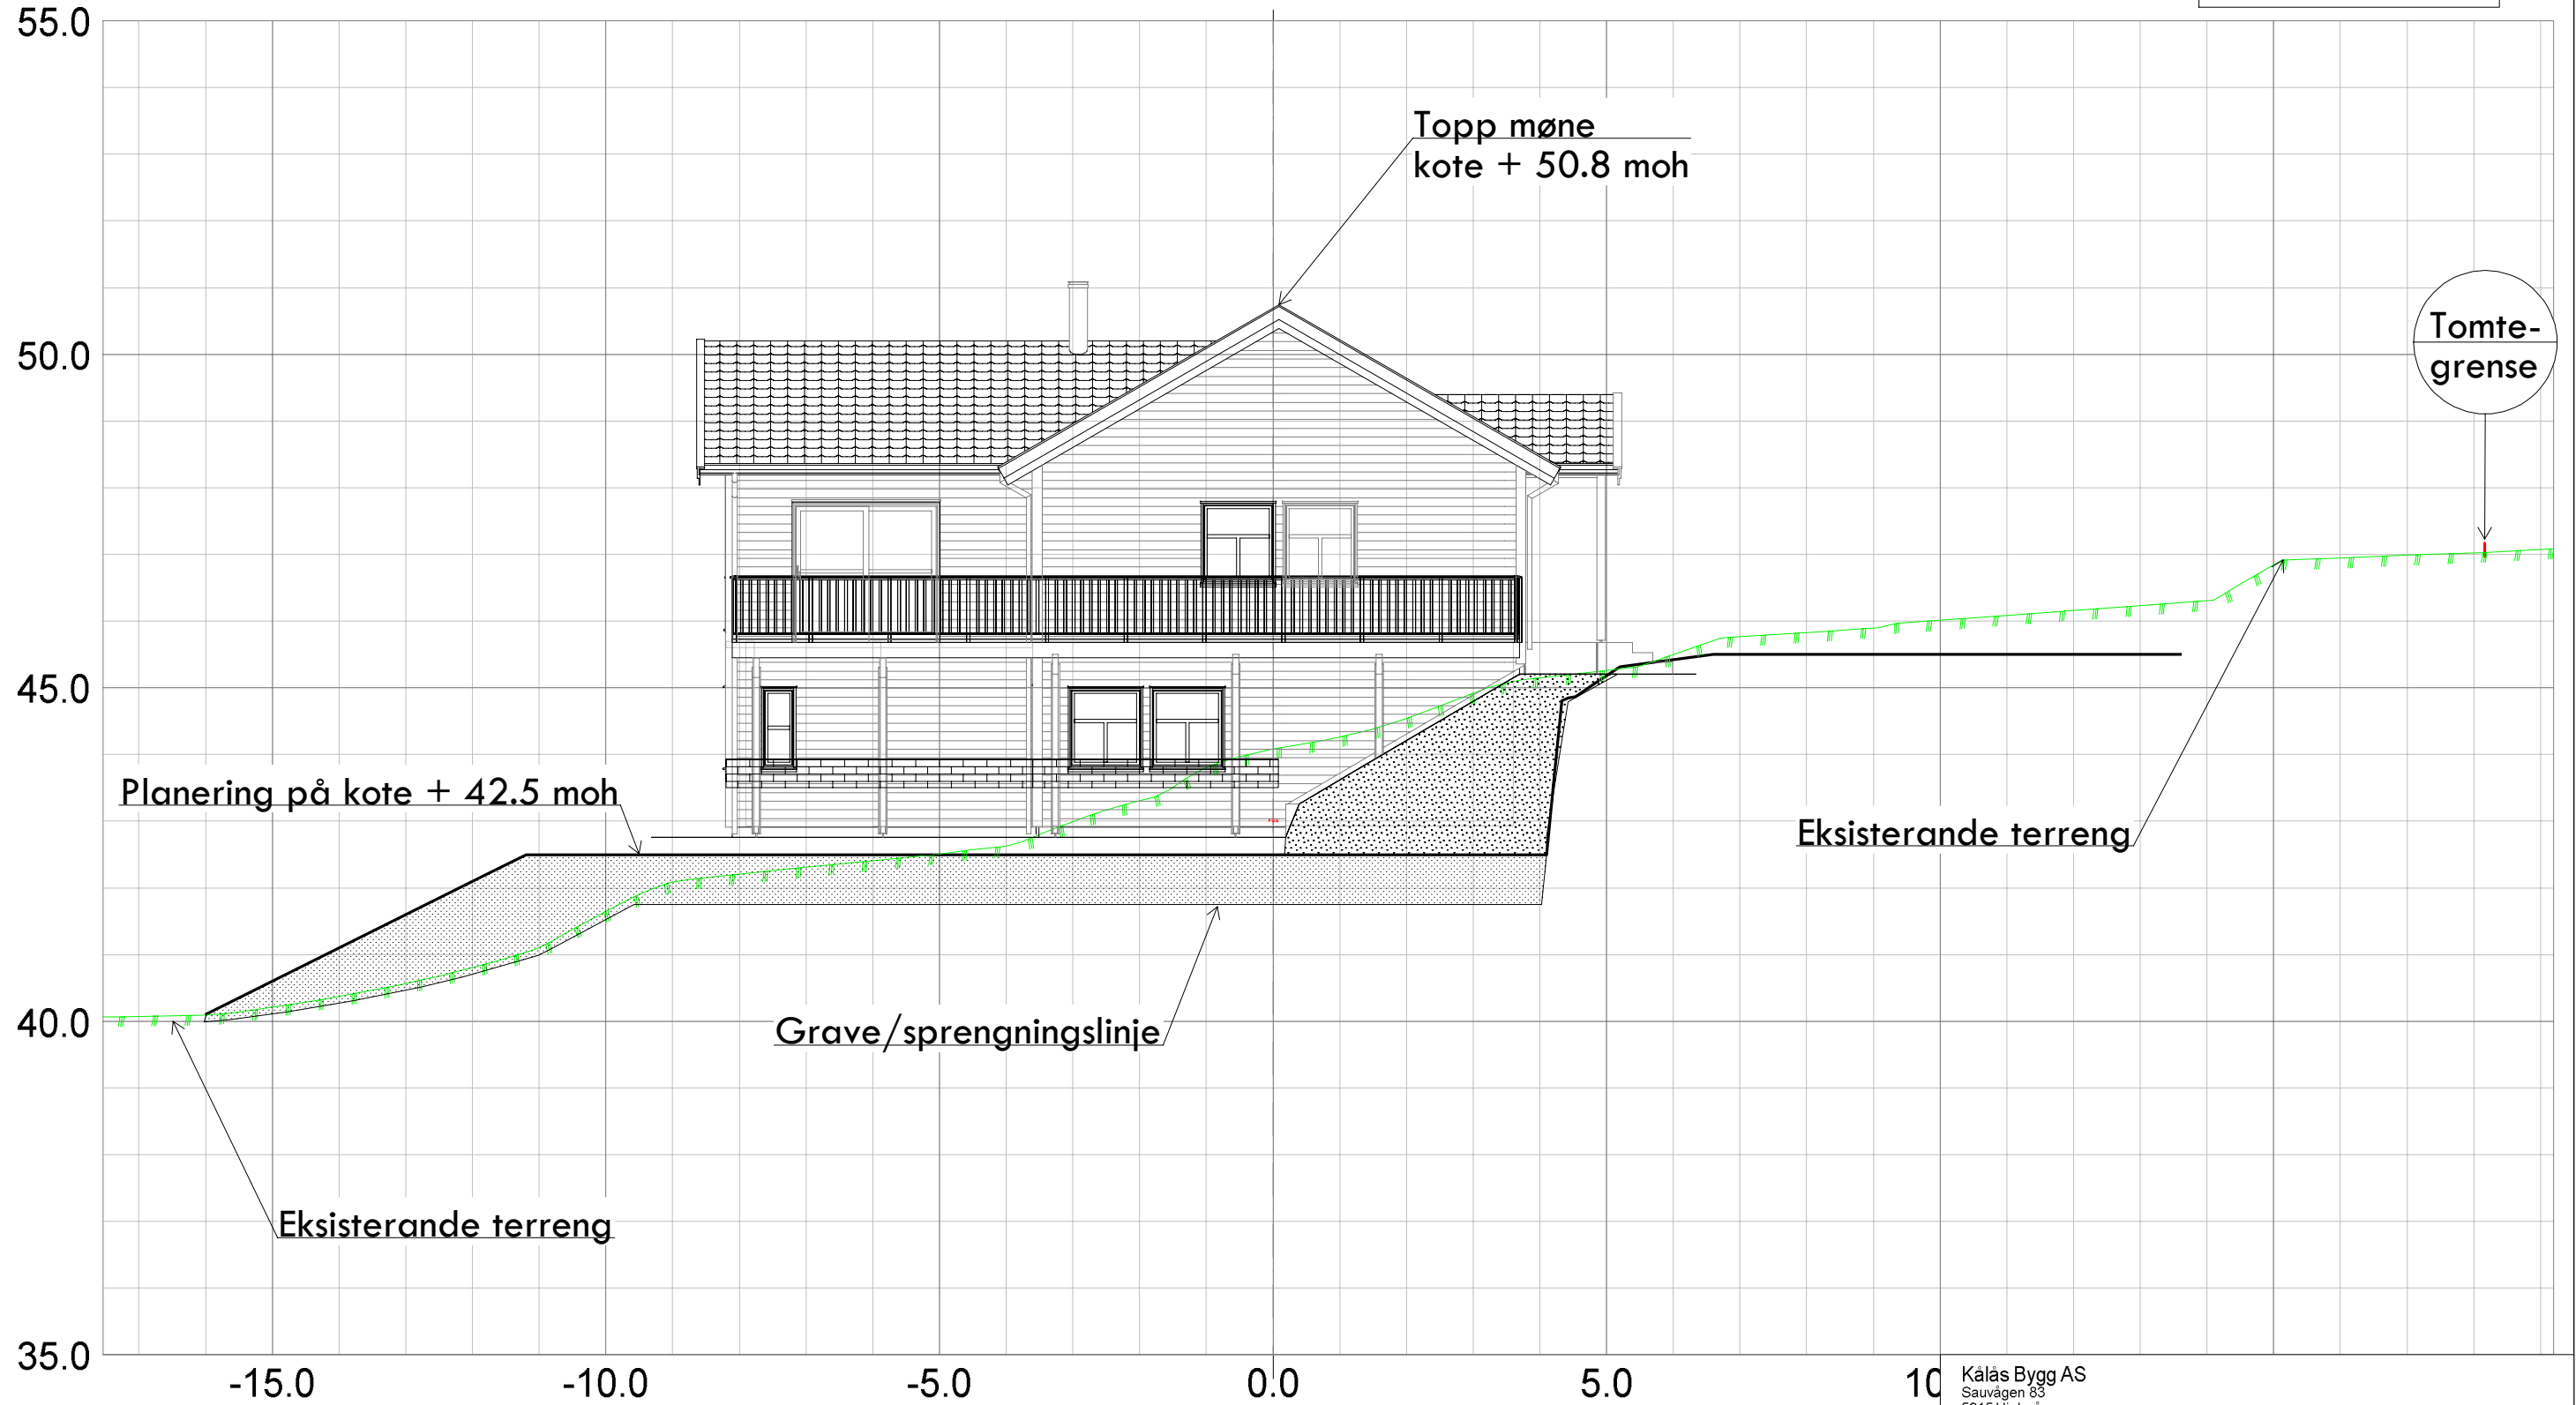 55.0
Topp møne
kote + 50.8 moh
50.0
Tomte-
grense
45.0
Planering på kote + 42.5 moh
Eksisterande terreng
40.0
Grave/sprengningslinje
Eksisterande terreng
35.0
-15.0
-10.0
-5.0
0.0
5.0
10
Kålås Bygg AS
Sauvågen 83